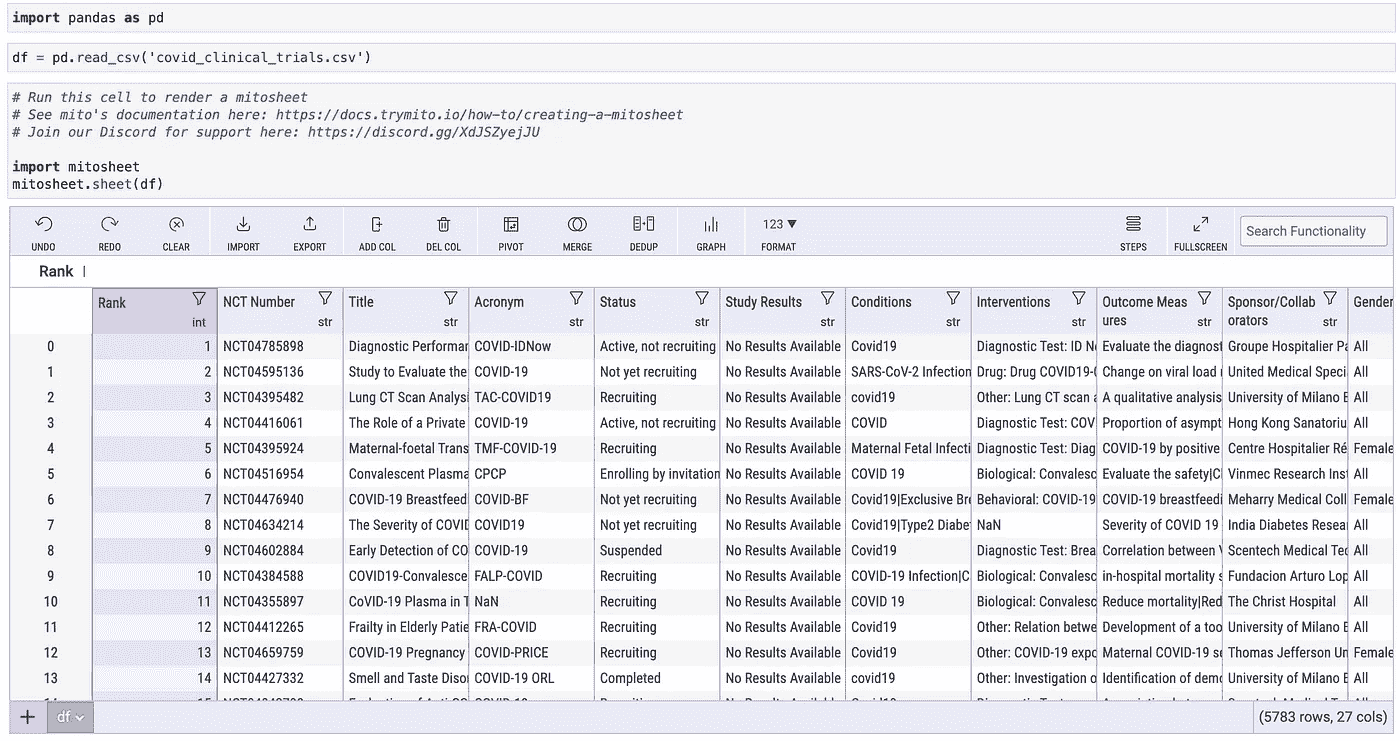 import pandas as pd
df = pd.read_csv('covid_clinical_trials.csv')
# Run this cell to render a mitosheet
# See mito's documentation here: https://docs.trymito.io/how-to/creating-a-mitosheet
# Join our Discord for support here: https://discord.gg/XdJSZyejJU
import mitosheet
mitosheet.sheet(df)
UNDO REDO CLEAR IMPORT EXPORT ADD COL DEL COL PIVOT MERGE DEDUP GRAPH 123 ▼ FORMAT STEPS FULLSCREEN Search Functionality
Rank
Rank NCT Number Title Acronym Status Study Results Conditions Interventions Outcome Meas Sponsor/Collab Gender
ures orators
int str str str str str str str str str
0 1 NCT04785898 Diagnostic Performar COVID-IDNow Active, not recruiting No Results Available Covid19 Diagnostic Test: ID N Evaluate the diagnost Groupe Hospitalier Pa All
1 2 NCT04595136 Study to Evaluate the COVID-19 Not yet recruiting No Results Available SARS-CoV-2 Infection Drug: Drug COVID19-0 Change on viral load United Medical Speci All
2 3 NCT04395482 Lung CT Scan Analysi TAC-COVID19 Recruiting No Results Available covid19 Other: Lung CT scan a A qualitative analysis University of Milano B All
3 4 NCT04416061 The Role of a Private COVID-19 Active, not recruiting No Results Available COVID Diagnostic Test: COV Proportion of asympt Hong Kong Sanatoriu All
4 5 NCT04395924 Maternal-foetal Trans TMF-COVID-19 Recruiting No Results Available Maternal Fetal Infecti Diagnostic Test: Diag COVID-19 by positive Centre Hospitalier Ré Female
5 6 NCT04516954 Convalescent Plasma CPCP Enrolling by invitation No Results Available COVID 19 Biological: Convalesc Evaluate the safety|C Vinmec Research Inst All
6 7 NCT04476940 COVID-19 Breastfeed COVID-BF Not yet recruiting No Results Available Covid19|Exclusive Bre Behavioral: COVID-19 COVID-19 breastfeedi Meharry Medical Coll Female
7 8 NCT04634214 The Severity of COVID COVID19 Not yet recruiting No Results Available Covid19|Type2 Diabe NaN Severity of COVID 19 India Diabetes Resea All
8 9 NCT04602884 Early Detection of CO COVID-19 Suspended No Results Available Covid19 Diagnostic Test: Brea Correlation between Scentech Medical Tec All
9 10 NCT04384588 COVID19-Convalesce FALP-COVID Recruiting No Results Available COVID-19 Infection|C Biological: Convalesc in-hospital mortality s Fundacion Arturo Lop All
10 11 NCT04355897 CoVID-19 Plasma in T NaN Recruiting No Results Available COVID 19 Biological: Convalesc Reduce mortality|Red The Christ Hospital All
11 12 NCT04412265 Frailty in Elderly Patie FRA-COVID Recruiting No Results Available Covid19 Other: Relation betwe Development of a too University of Milano B All
12 13 NCT04659759 COVID-19 Pregnancy COVID-PRICE Recruiting No Results Available Covid19 Other: COVID-19 expo Maternal COVID-19 se Thomas Jefferson Un Female
13 14 NCT04427332 Smell and Taste Disor COVID-19 ORL Completed No Results Available covid19 Other: Investigation o Identification of demo University of Milano B All
+ df (5783 rows, 27 cols)